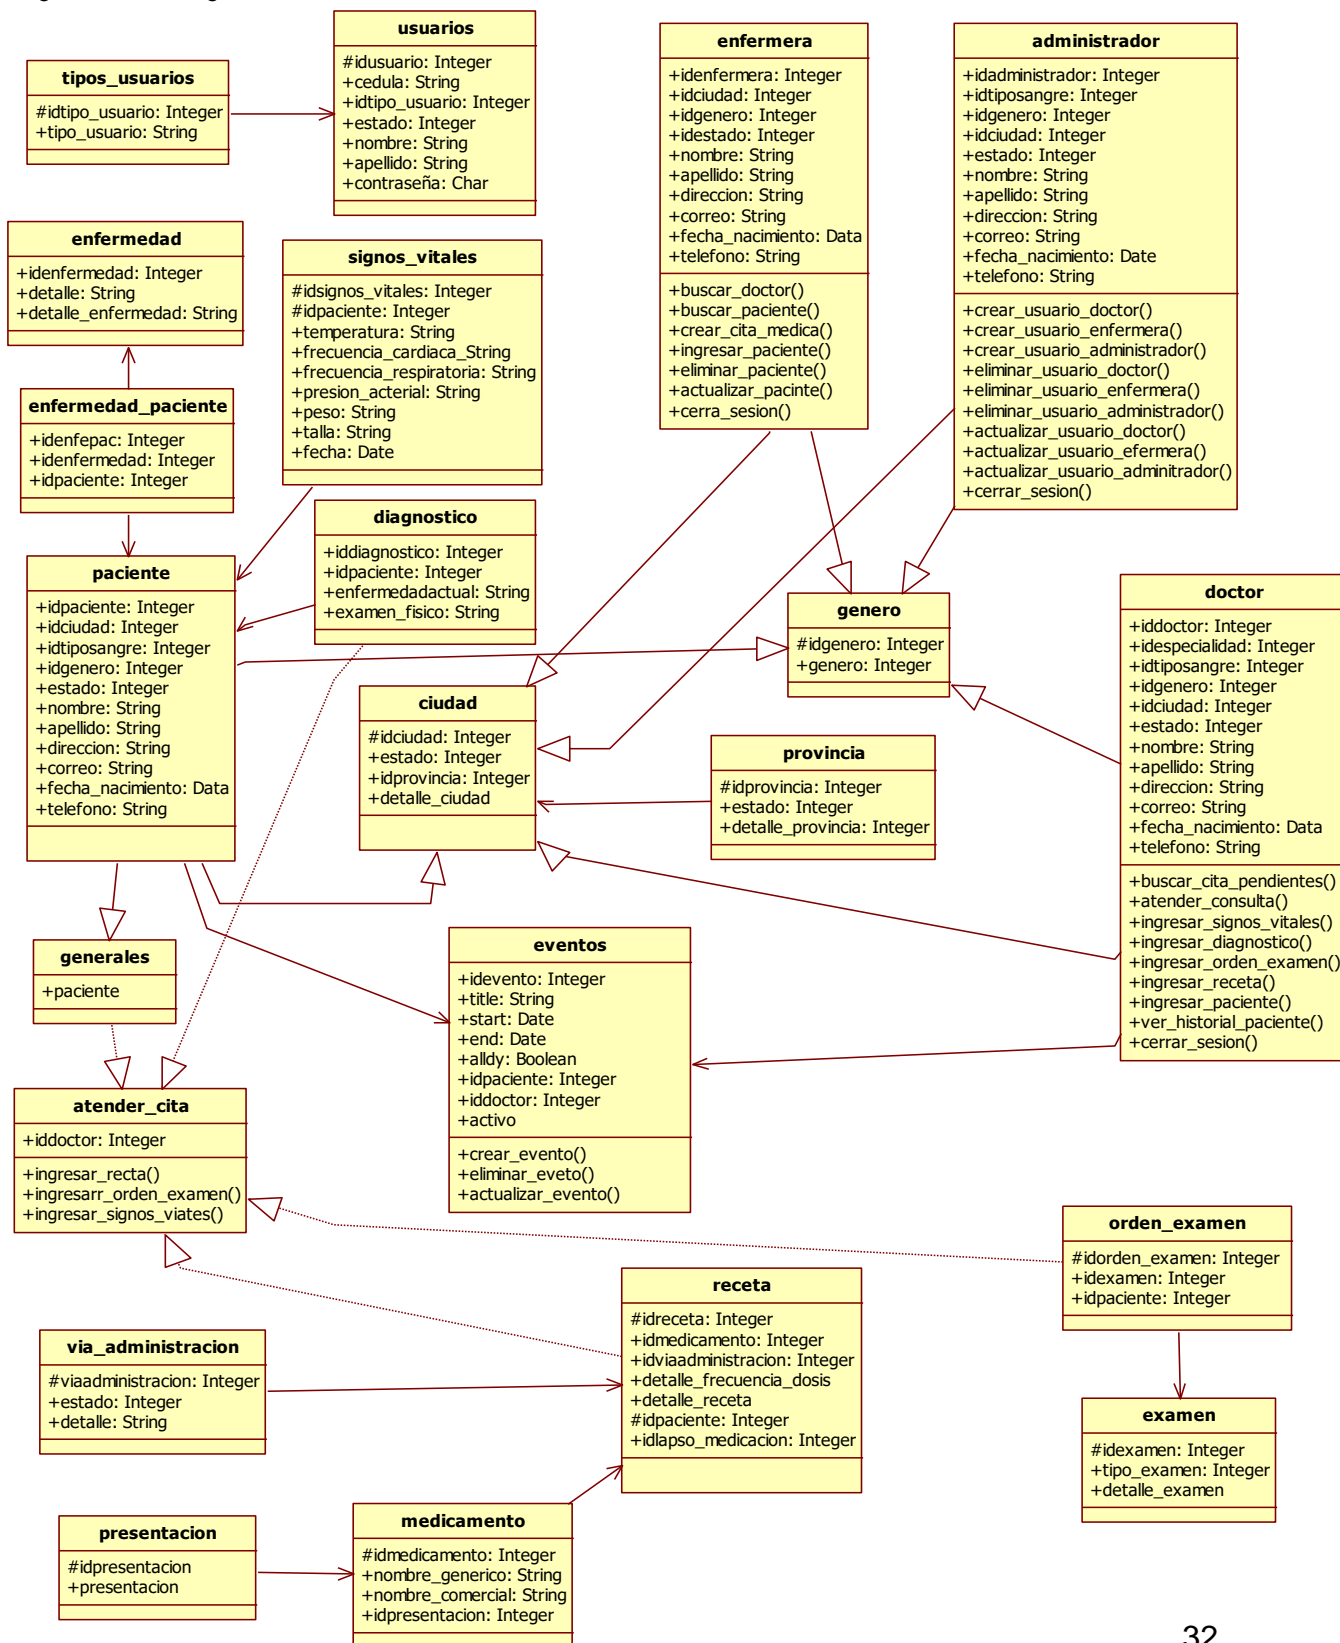 usuarios
#idusuario: Integer
+cedula: String
+idtipo_usuario: Integer
+estado: Integer
+nombre: String
+apellido: String
+contraseña: Char
enfermera
+idenfermera: Integer
+idciudad: Integer
+idgenero: Integer
+idestado: Integer
+nombre: String
+apellido: String
+direccion: String
+correo: String
+fecha_nacimiento: Data
+telefono: String
+buscar_doctor()
+buscar_paciente()
+crear_cita_medica()
+ingresar_paciente()
+eliminar_paciente()
+actualizar_pacinte()
+cerra_sesion()
administrador
+idadministrador: Integer
+idtiposangre: Integer
+idgenero: Integer
+idciudad: Integer
+estado: Integer
+nombre: String
+apellido: String
+direccion: String
+correo: String
+fecha_nacimiento: Date
+telefono: String
+crear_usuario_doctor()
+crear_usuario_enfermera()
+crear_usuario_administrador()
+eliminar_usuario_doctor()
+eliminar_usuario_enfermera()
+eliminar_usuario_administrador()
+actualizar_usuario_doctor()
+actualizar_usuario_efermera()
+actualizar_usuario_adminitrador()
+cerrar_sesion()
tipos_usuarios
#idtipo_usuario: Integer
+tipo_usuario: String
enfermedad
+idenfermedad: Integer
+detalle: String
+detalle_enfermedad: String
signos_vitales
#idsignos_vitales: Integer
#idpaciente: Integer
+temperatura: String
+frecuencia_cardiaca_String
+frecuencia_respiratoria: String
+presion_acterial: String
+peso: String
+talla: String
+fecha: Date
enfermedad_paciente
+idenfepac: Integer
+idenfermedad: Integer
+idpaciente: Integer
diagnostico
+iddiagnostico: Integer
+idpaciente: Integer
+enfermedadactual: String
+examen_fisico: String
paciente
+idpaciente: Integer
+idciudad: Integer
+idtiposangre: Integer
+idgenero: Integer
+estado: Integer
+nombre: String
+apellido: String
+direccion: String
+correo: String
+fecha_nacimiento: Data
+telefono: String
genero
#idgenero: Integer
+genero: Integer
doctor
+iddoctor: Integer
+idespecialidad: Integer
+idtiposangre: Integer
+idgenero: Integer
+idciudad: Integer
+estado: Integer
+nombre: String
+apellido: String
+direccion: String
+correo: String
+fecha_nacimiento: Data
+telefono: String
+buscar_cita_pendientes()
+atender_consulta()
+ingresar_signos_vitales()
+ingresar_diagnostico()
+ingresar_orden_examen()
+ingresar_receta()
+ingresar_paciente()
+ver_historial_paciente()
+cerrar_sesion()
ciudad
#idciudad: Integer
+estado: Integer
+idprovincia: Integer
+detalle_ciudad
provincia
#idprovincia: Integer
+estado: Integer
+detalle_provincia: Integer
generales
+paciente
eventos
+idevento: Integer
+title: String
+start: Date
+end: Date
+alldy: Boolean
+idpaciente: Integer
+iddoctor: Integer
+activo
+crear_evento()
+eliminar_eveto()
+actualizar_evento()
atender_cita
+iddoctor: Integer
+ingresar_recta()
+ingresarr_orden_examen()
+ingresar_signos_viates()
orden_examen
#idorden_examen: Integer
+idexamen: Integer
+idpaciente: Integer
receta
#idreceta: Integer
+idmedicamento: Integer
+idviaadministracion: Integer
+detalle_frecuencia_dosis
+detalle_receta
#idpaciente: Integer
+idlapso_medicacion: Integer
via_administracion
#viaadministracion: Integer
+estado: Integer
+detalle: String
examen
#idexamen: Integer
+tipo_examen: Integer
+detalle_examen
presentacion
#idpresentacion
+presentacion
medicamento
#idmedicamento: Integer
+nombre_generico: String
+nombre_comercial: String
+idpresentacion: Integer
32